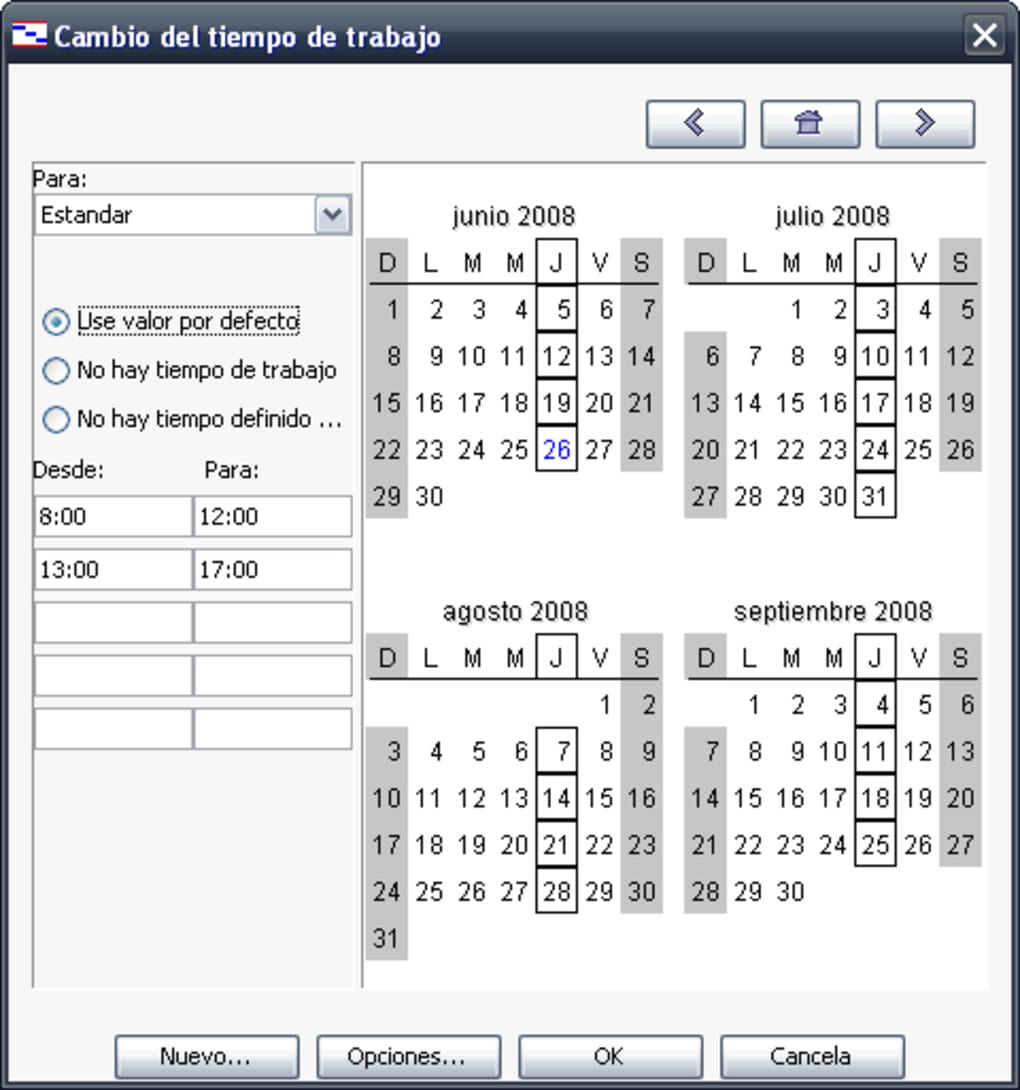 Cambio del tiempo de trabajo
Para:
Estandar
Use valor por defecto
No hay tiempo de trabajo
No hay tiempo definido ...
Desde: Para:
8:00 12:00
13:00 17:00
junio 2008
D L M M J V S
1 2 3 4 5 6 7
8 9 10 11 12 13 14
15 16 17 18 19 20 21
22 23 24 25 26 27 28
29 30
julio 2008
D L M M J V S
1 2 3 4 5
6 7 8 9 10 11 12
13 14 15 16 17 18 19
20 21 22 23 24 25 26
27 28 29 30 31
agosto 2008
D L M M J V S
1 2
3 4 5 6 7 8 9
10 11 12 13 14 15 16
17 18 19 20 21 22 23
24 25 26 27 28 29 30
31
septiembre 2008
D L M M J V S
1 2 3 4 5 6
7 8 9 10 11 12 13
14 15 16 17 18 19 20
21 22 23 24 25 26 27
28 29 30
Nuevo... Opciones... OK Cancela